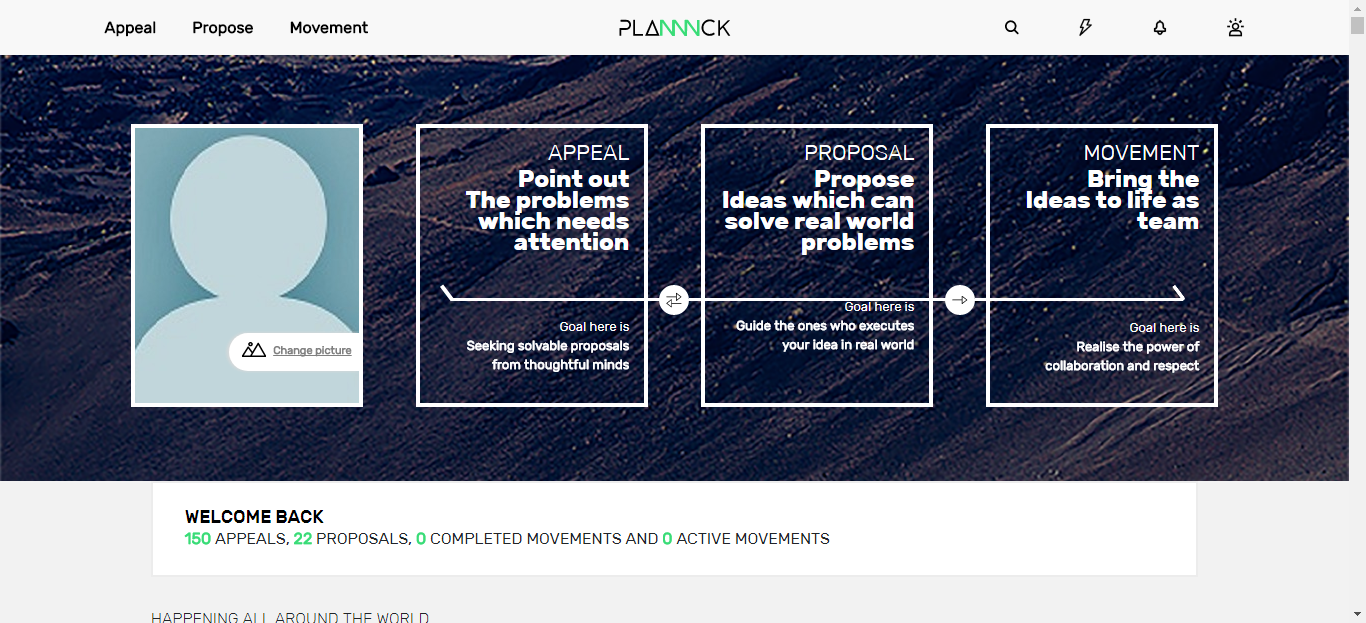 Appeal Propose Movement PLANNNCK
APPEAL
Point out
The problems
which needs
attention
Goal here is
Seeking solvable proposals
from thoughtful minds
PROPOSAL
Propose
Ideas which can
solve real world
problems
Goal here is
Guide the ones who executes
your idea in real world
MOVEMENT
Bring the
Ideas to life as
team
Goal here is
Realise the power of
collaboration and respect
Change picture
WELCOME BACK
150 APPEALS, 22 PROPOSALS, 0 COMPLETED MOVEMENTS AND 0 ACTIVE MOVEMENTS
HAPPENING ALL AROUND THE WORLD